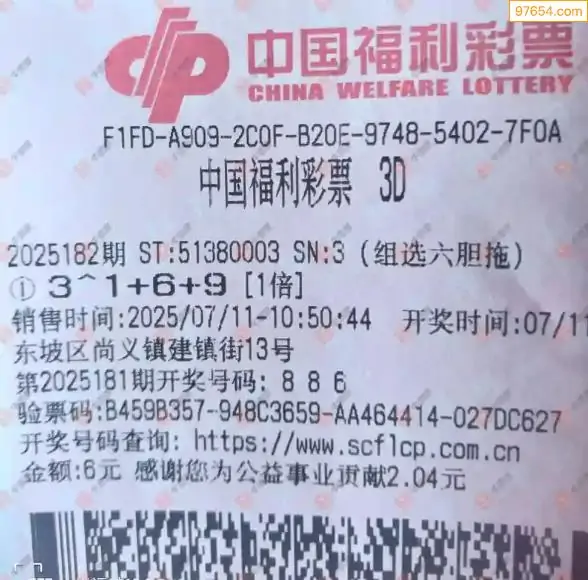 97654.com
中国福利彩票
CHINA WELFARE LOTTERY
F1FD-A909-2C0F-B20E-9748-5402-7F0A
中国福利彩票 3D
2025182期 ST:51380003 SN:3 (组选六胆拖)
① 3^1+6+9 [1倍]
销售时间:2025/07/11-10:50:44 开奖时间:07/11
东坡区尚义镇建镇街13号
第2025181期开奖号码: 8 8 6
验票码:B459B357-948C3659-AA464414-027DC627
开奖号码查询: https://www.scflcp.com.cn
金额:6元 感谢您为公益事业贡献2.04元